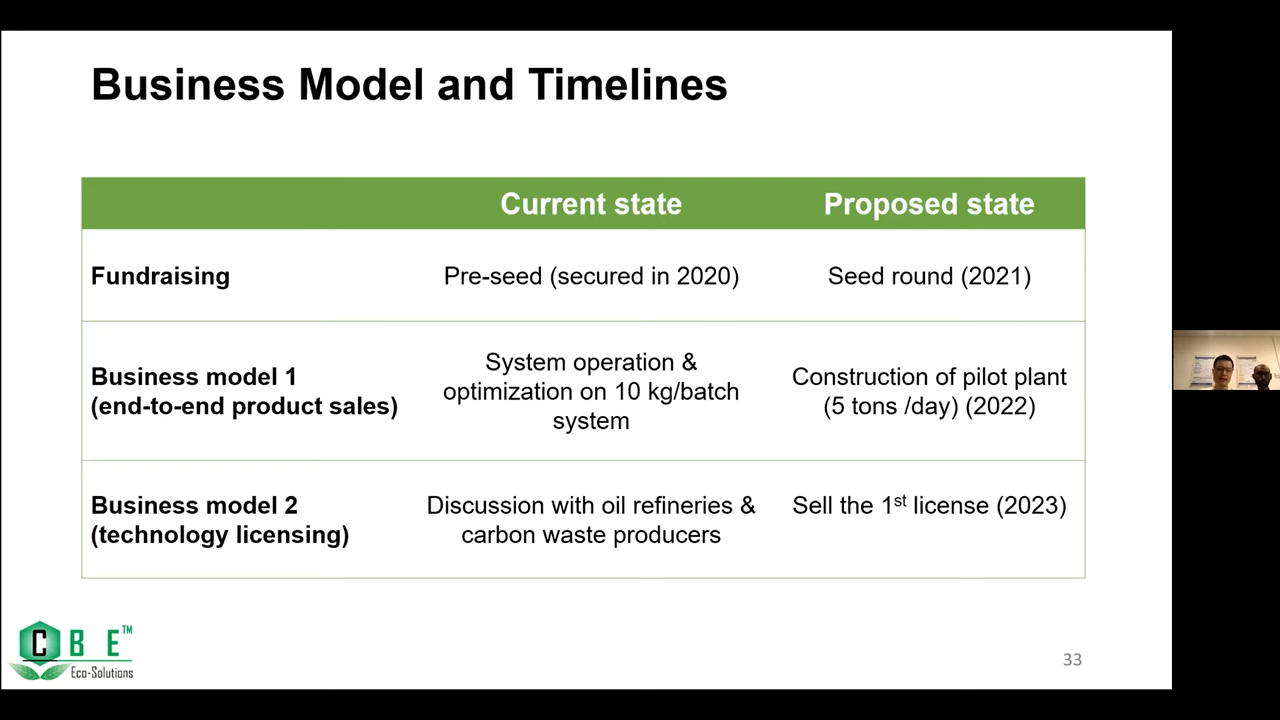 Business Model and Timelines
Current state
Proposed state
Fundraising
Pre-seed (secured in 2020)
Seed round (2021)
Business model 1
(end-to-end product sales)
System operation &
optimization on 10 kg/batch
system
Construction of pilot plant
(5 tons /day) (2022)
Business model 2
(technology licensing)
Discussion with oil refineries &
carbon waste producers
Sell the 1st license (2023)
C B E™
Eco-Solutions
33